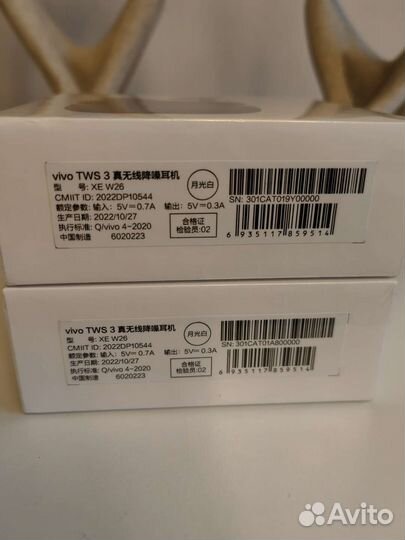 vivo TWS 3 真无线降噪耳机
型 号: XE W26
CMIIT ID: 2022DP10544
额定参数: 输入: 5V⎓0.7A 输出: 5V⎓0.3A
生产日期: 2022/10/27
执行标准: Q/vivo 4-2020
中国制造 6020223
月光白
合格证
检验员:02
SN: 301CAT019Y00000
6 935117 859514
vivo TWS 3 真无线降噪耳机
型 号: XE W26
CMIIT ID: 2022DP10544
额定参数: 输入: 5V⎓0.7A 输出: 5V⎓0.3A
生产日期: 2022/10/27
执行标准: Q/vivo 4-2020
中国制造 6020223
月光白
合格证
检验员:02
SN: 301CAT01A800000
6 935117 859514
Avito